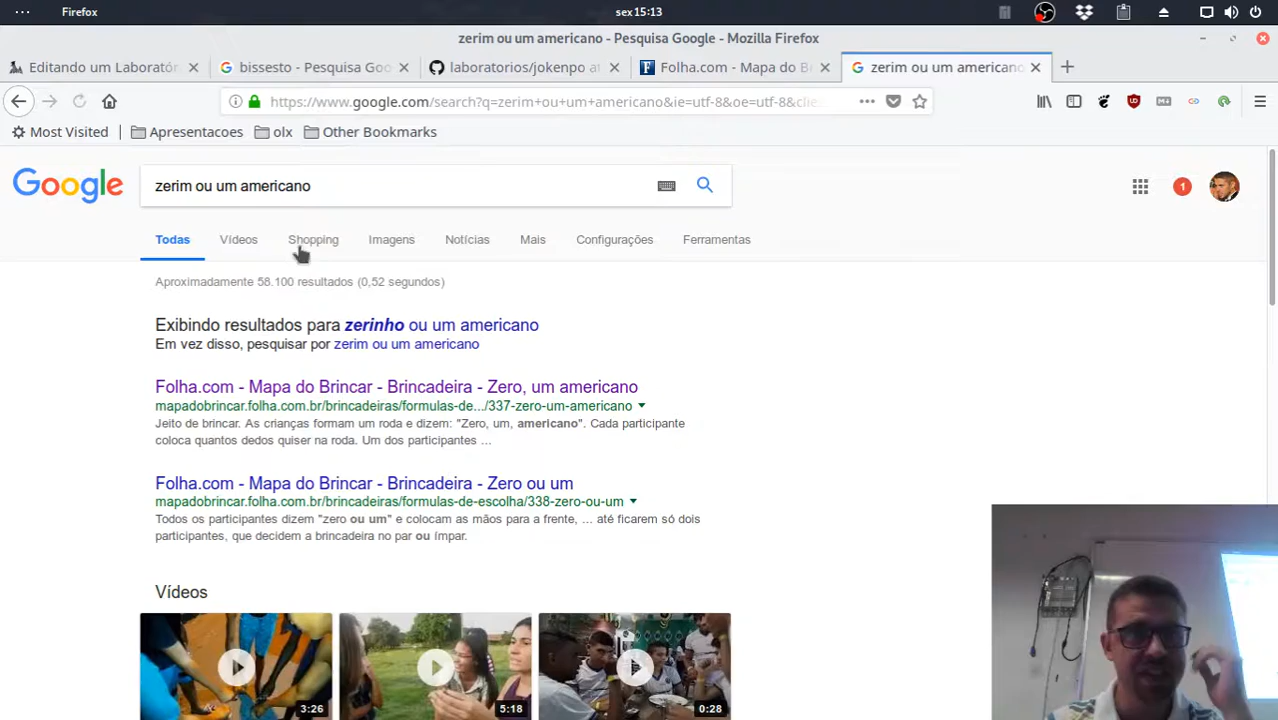 Firefox
sex15:13
zerim ou um americano - Pesquisa Google - Mozilla Firefox
Editando um Laboratór
bissesto - Pesquisa Goo
laboratorios/jokenpo at
Folha.com - Mapa do B
zerim ou um americano
https://www.google.com/search?q=zerim+ou+um+americano&ie=utf-8&oe=utf-8&clie
Most Visited
Apresentacoes
olx
Other Bookmarks
Google
zerim ou um americano
1
Todas
Vídeos
Shopping
Imagens
Notícias
Mais
Configurações
Ferramentas
Aproximadamente 58.100 resultados (0,52 segundos)
Exibindo resultados para zerinho ou um americano
Em vez disso, pesquisar por zerim ou um americano
Folha.com - Mapa do Brincar - Brincadeira - Zero, um americano
mapadobrincar.folha.com.br/brincadeiras/formulas-de.../337-zero-um-americano
Jeito de brincar. As crianças formam um roda e dizem: "Zero, um, americano". Cada participante
coloca quantos dedos quiser na roda. Um dos participantes ...
Folha.com - Mapa do Brincar - Brincadeira - Zero ou um
mapadobrincar.folha.com.br/brincadeiras/formulas-de-escolha/338-zero-ou-um
Todos os participantes dizem "zero ou um" e colocam as mãos para a frente, ... até ficarem só dois
participantes, que decidem a brincadeira no par ou ímpar.
Vídeos
3:26
5:18
0:28